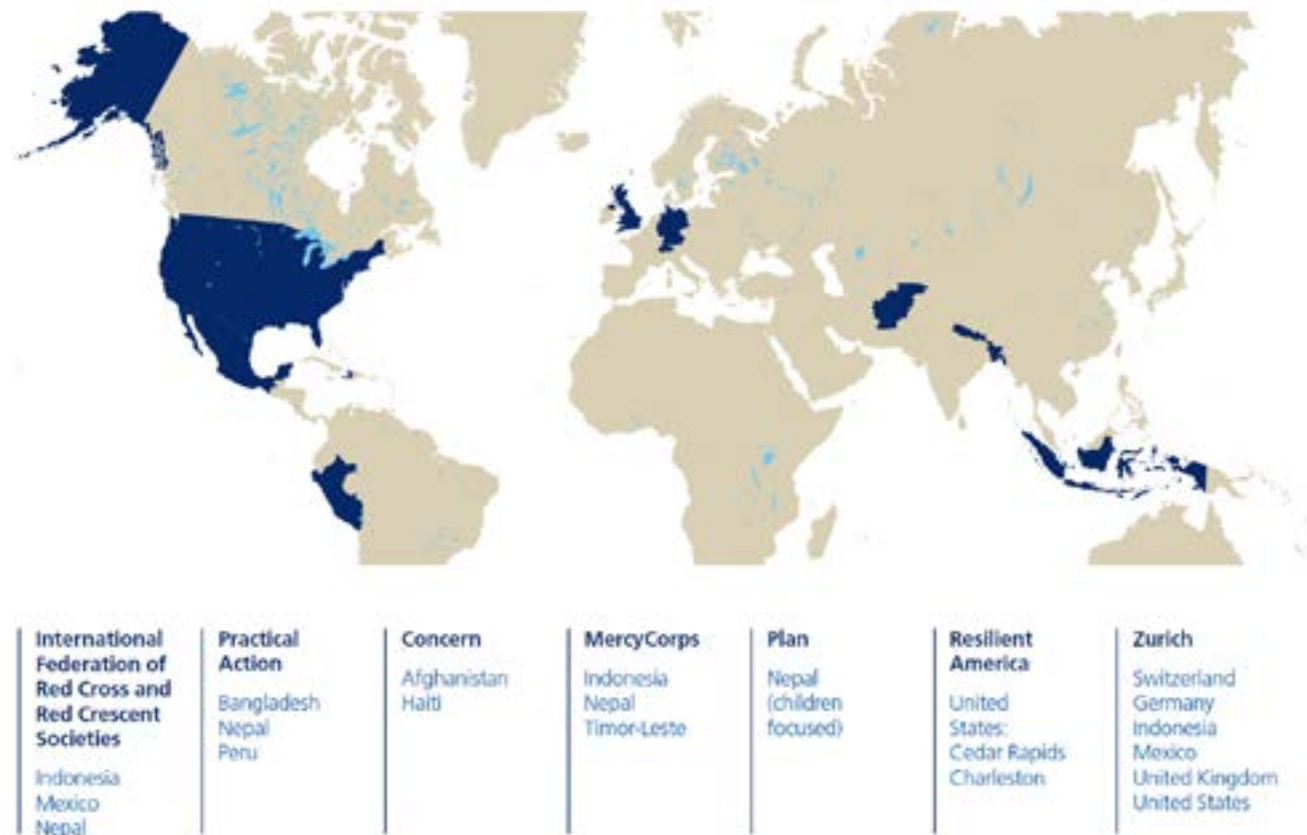 International
Federation of
Red Cross and
Red Crescent
Societies
Indonesia
Mexico
Nepal
Practical
Action
Bangladesh
Nepal
Peru
Concern
Afghanistan
Haiti
MercyCorps
Indonesia
Nepal
Timor-Leste
Plan
Nepal
(children
focused)
Resilient
America
United
States:
Cedar Rapids
Charleston
Zurich
Switzerland
Germany
Indonesia
Mexico
United Kingdom
United States